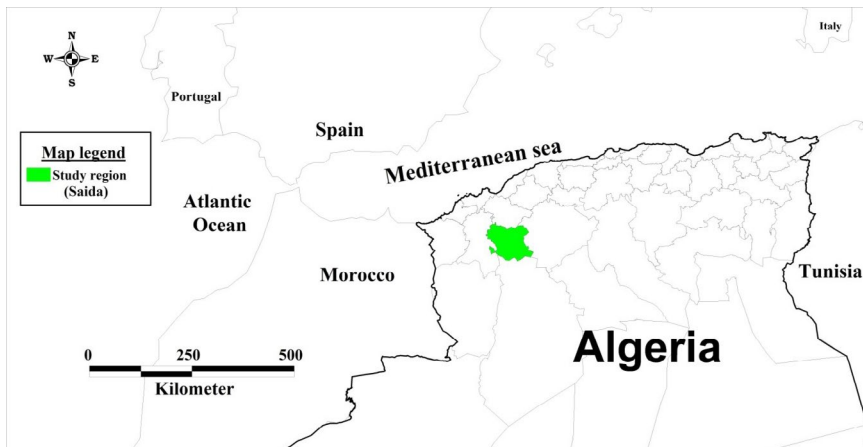 N
W E
S
Italy
Portugal
Spain
Mediterranean sea
Map legend
Study region
(Saida)
Atlantic
Ocean
Morocco
Tunisia
Algeria
0 250 500
Kilometer